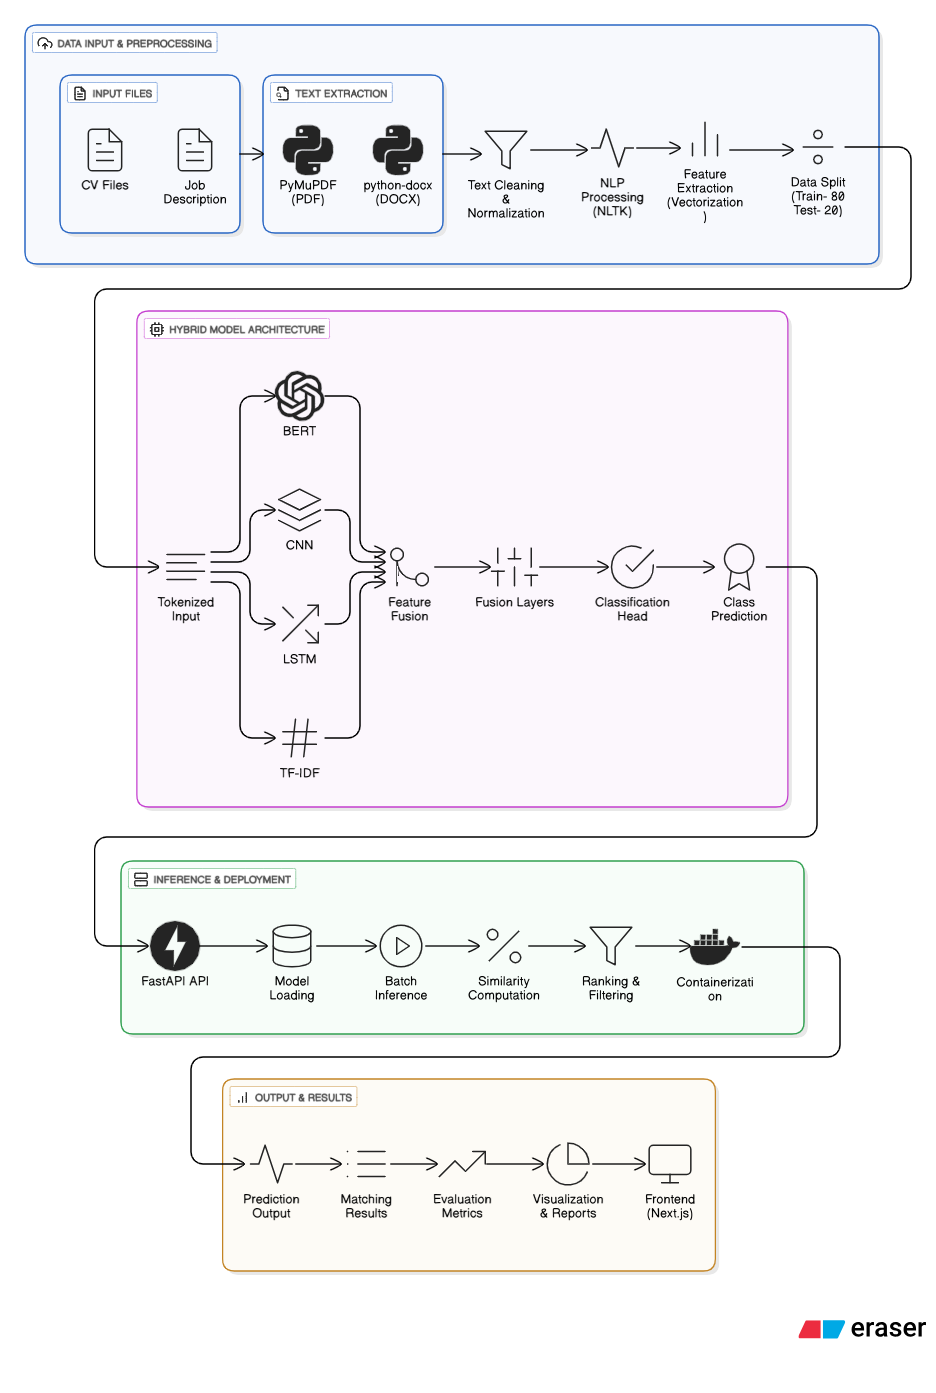 DATA INPUT & PREPROCESSING
INPUT FILES
TEXT EXTRACTION
CV Files
Job
Description
PyMuPDF
(PDF)
python-docx
(DOCX)
Text Cleaning
&
Normalization
NLP
Processing
(NLTK)
Feature
Extraction
(Vectorization
)
Data Split
(Train- 80
Test- 20)
HYBRID MODEL ARCHITECTURE
BERT
CNN
Tokenized
Input
LSTM
TF-IDF
Feature
Fusion
Fusion Layers
Classification
Head
Class
Prediction
INFERENCE & DEPLOYMENT
FastAPI API
Model
Loading
Batch
Inference
Similarity
Computation
Ranking &
Filtering
Containerizati
on
OUTPUT & RESULTS
Prediction
Output
Matching
Results
Evaluation
Metrics
Visualization
& Reports
Frontend
(Next.js)
eraser